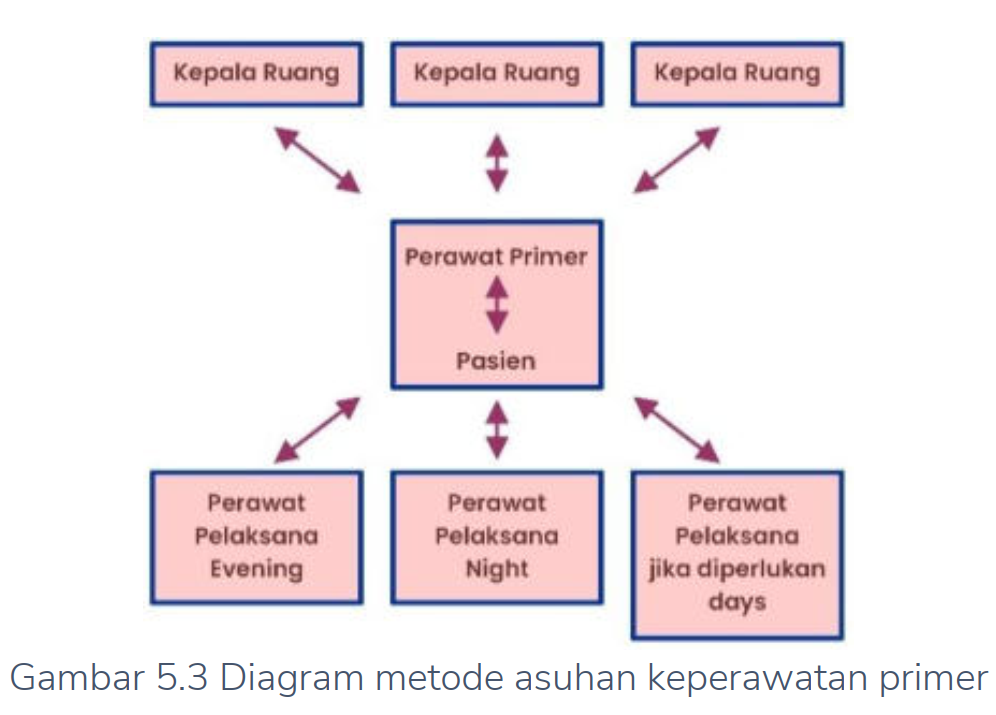 Kepala Ruang
Kepala Ruang
Kepala Ruang
Perawat Primer
Pasien
Perawat
Pelaksana
Evening
Perawat
Pelaksana
Night
Perawat
Pelaksana
jika diperlukan
days
Gambar 5.3 Diagram metode asuhan keperawatan primer